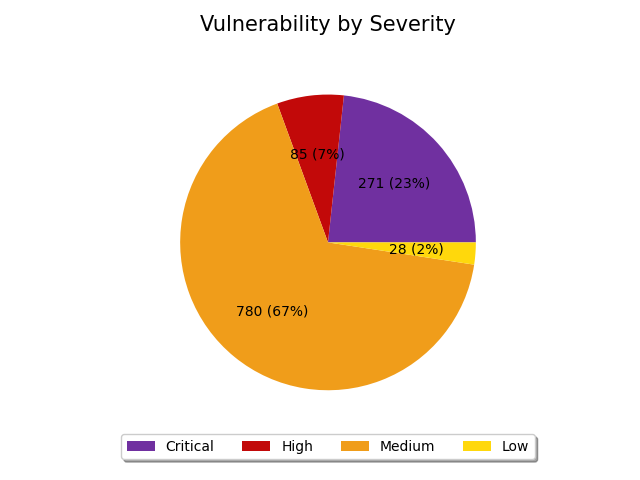 Vulnerability by Severity
85 (7%)
271 (23%)
28 (2%)
780 (67%)
Critical High Medium Low